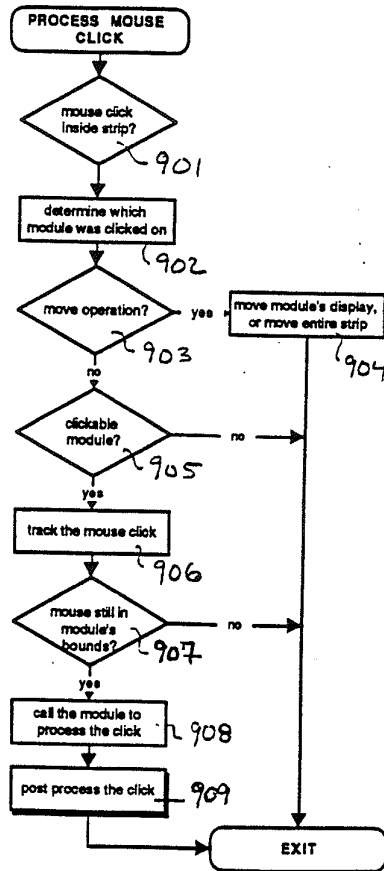 PROCESS MOUSE
CLICK
mouse click
inside strip?
901
determine which
module was clicked on
902
move operation?
903
yes
move module's display,
or move entire strip
904
no
clickable
module?
905
no
yes
track the mouse click
906
mouse still in
module's
bounds?
907
no
yes
call the module to
process the click
908
post process the click
909
EXIT